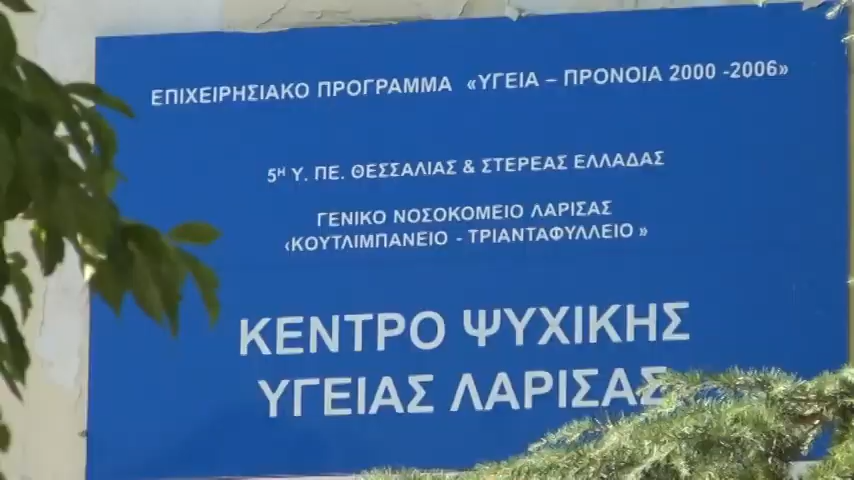 ΕΠΙΧΕΙΡΗΣΙΑΚΟ ΠΡΟΓΡΑΜΜΑ «ΥΓΕΙΑ – ΠΡΟΝΟΙΑ 2000 -2006»
5Η Υ. ΠΕ. ΘΕΣΣΑΛΙΑΣ & ΣΤΕΡΕΑΣ ΕΛΛΑΔΑΣ
ΓΕΝΙΚΟ ΝΟΣΟΚΟΜΕΙΟ ΛΑΡΙΣΑΣ
‹ΚΟΥΤΛΙΜΠΑΝΕΙΟ - ΤΡΙΑΝΤΑΦΥΛΛΕΙΟ »
ΚΕΝΤΡΟ ΨΥΧΙΚΗΣ
ΥΓΕΙΑΣ ΛΑΡΙΣΑΣ